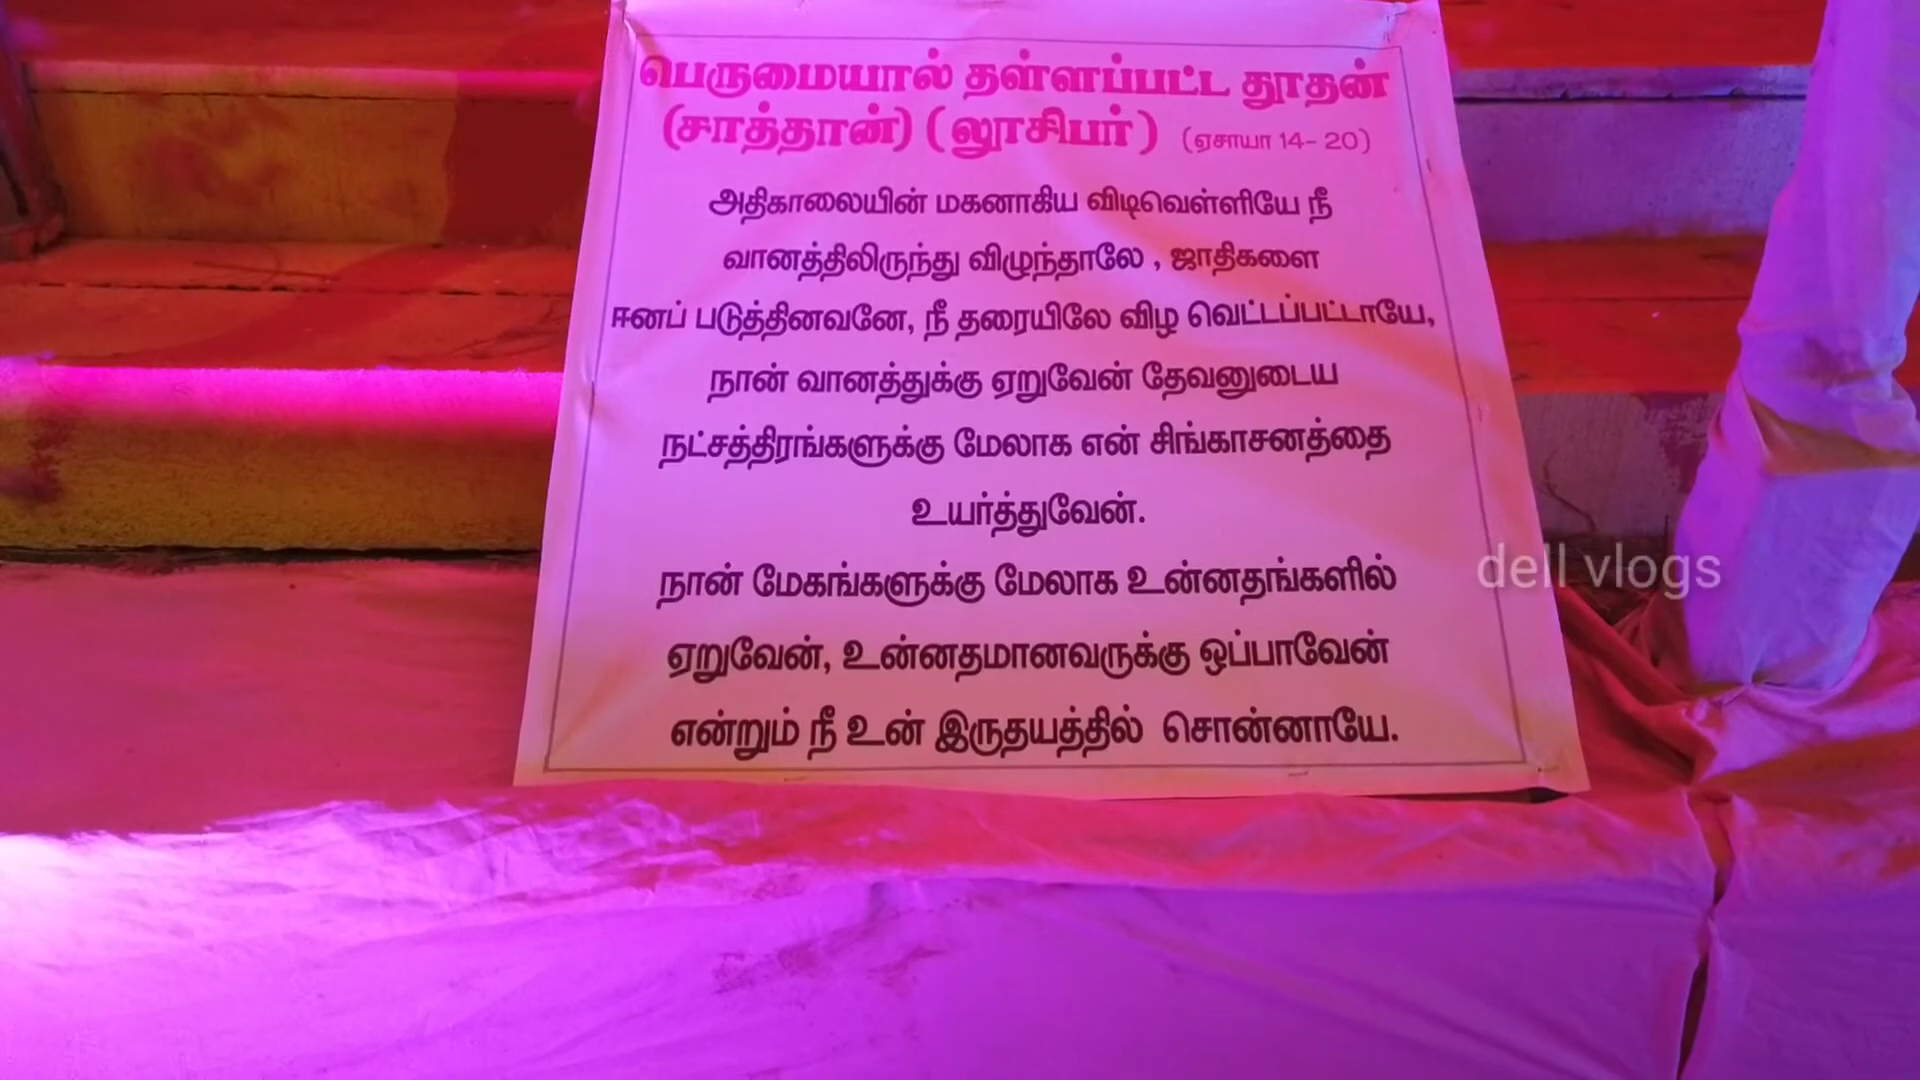 பெருமையால் தள்ளப்பட்ட தூதன்
(சாத்தான்) (லூசிபர்) (ஏசாயா 14- 20)
அதிகாலையின் மகனாகிய விடிவெள்ளியே நீ
வானத்திலிருந்து விழுந்தாலே , ஜாதிகளை
ஈனப் படுத்தினவனே, நீ தரையிலே விழ வெட்டப்பட்டாயே,
நான் வானத்துக்கு ஏறுவேன் தேவனுடைய
நட்சத்திரங்களுக்கு மேலாக என் சிங்காசனத்தை
உயர்த்துவேன்.
நான் மேகங்களுக்கு மேலாக உன்னதங்களில்
ஏறுவேன், உன்னதமானவருக்கு ஒப்பாவேன்
என்றும் நீ உன் இருதயத்தில் சொன்னாயே.
dell vlogs